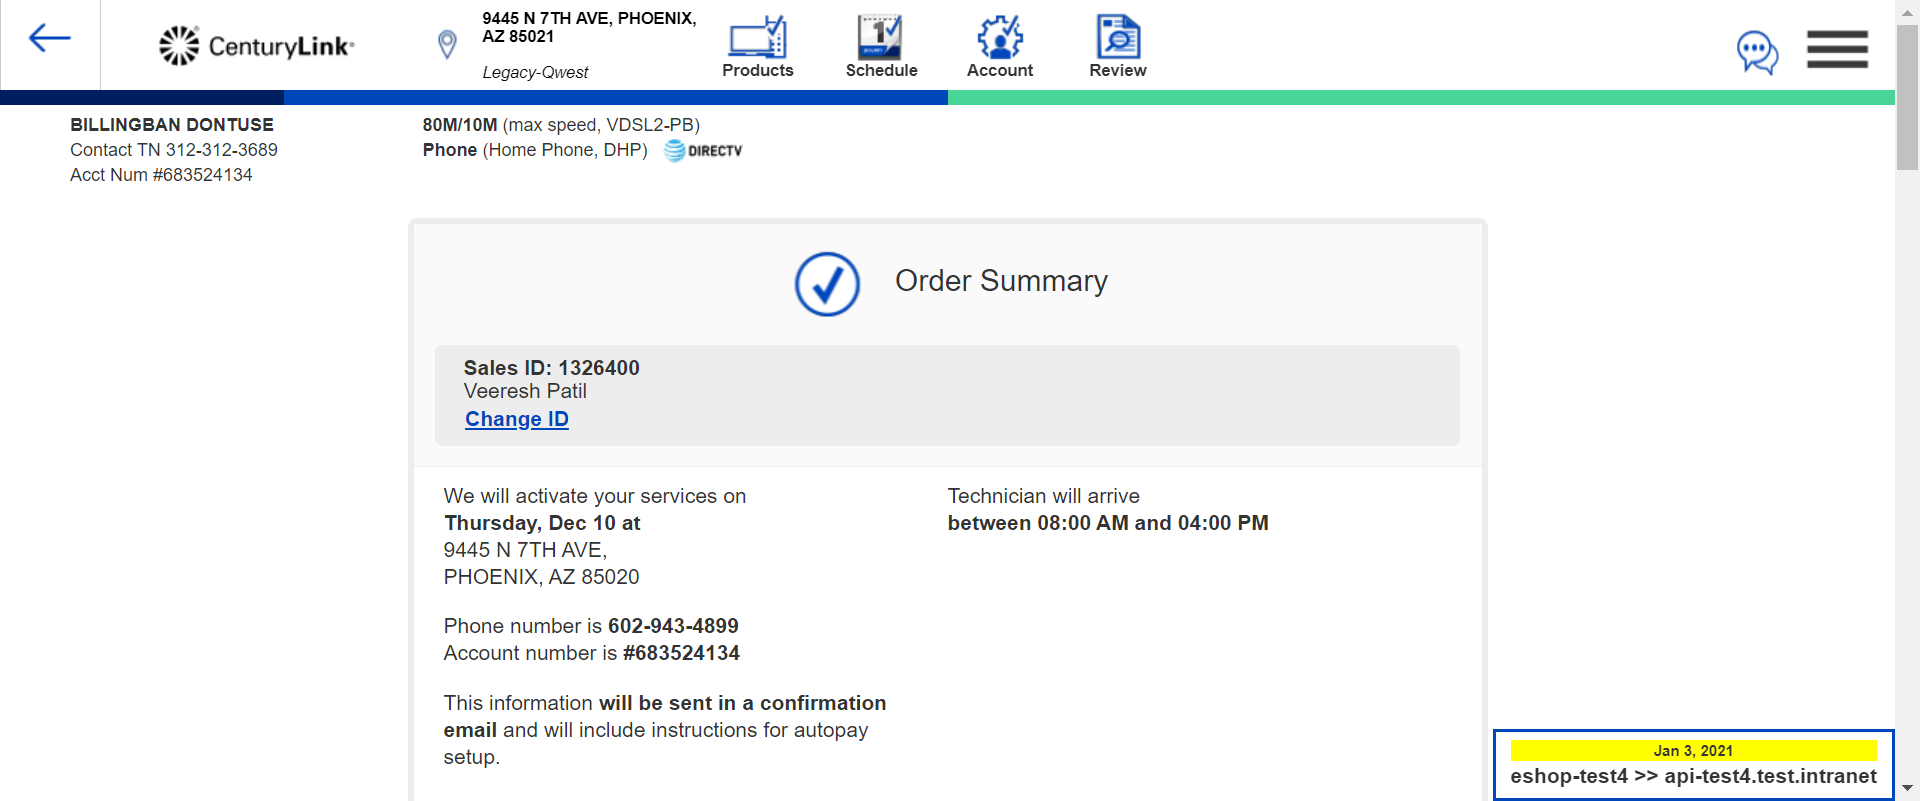 CenturyLink
9445 N 7TH AVE, PHOENIX,
AZ 85021
Legacy-Qwest
Products
1
Schedule
Account
Review
BILLINGBAN DONTUSE
Contact TN 312-312-3689
Acct Num #683524134
80M/10M (max speed, VDSL2-PB)
Phone (Home Phone, DHP) DIRECTV
Order Summary
Sales ID: 1326400
Veeresh Patil
Change ID
We will activate your services on
Thursday, Dec 10 at
9445 N 7TH AVE,
PHOENIX, AZ 85020
Technician will arrive
between 08:00 AM and 04:00 PM
Phone number is 602-943-4899
Account number is #683524134
This information will be sent in a confirmation
email and will include instructions for autopay
setup.
Jan 3, 2021
eshop-test4 >> api-test4.test.intranet